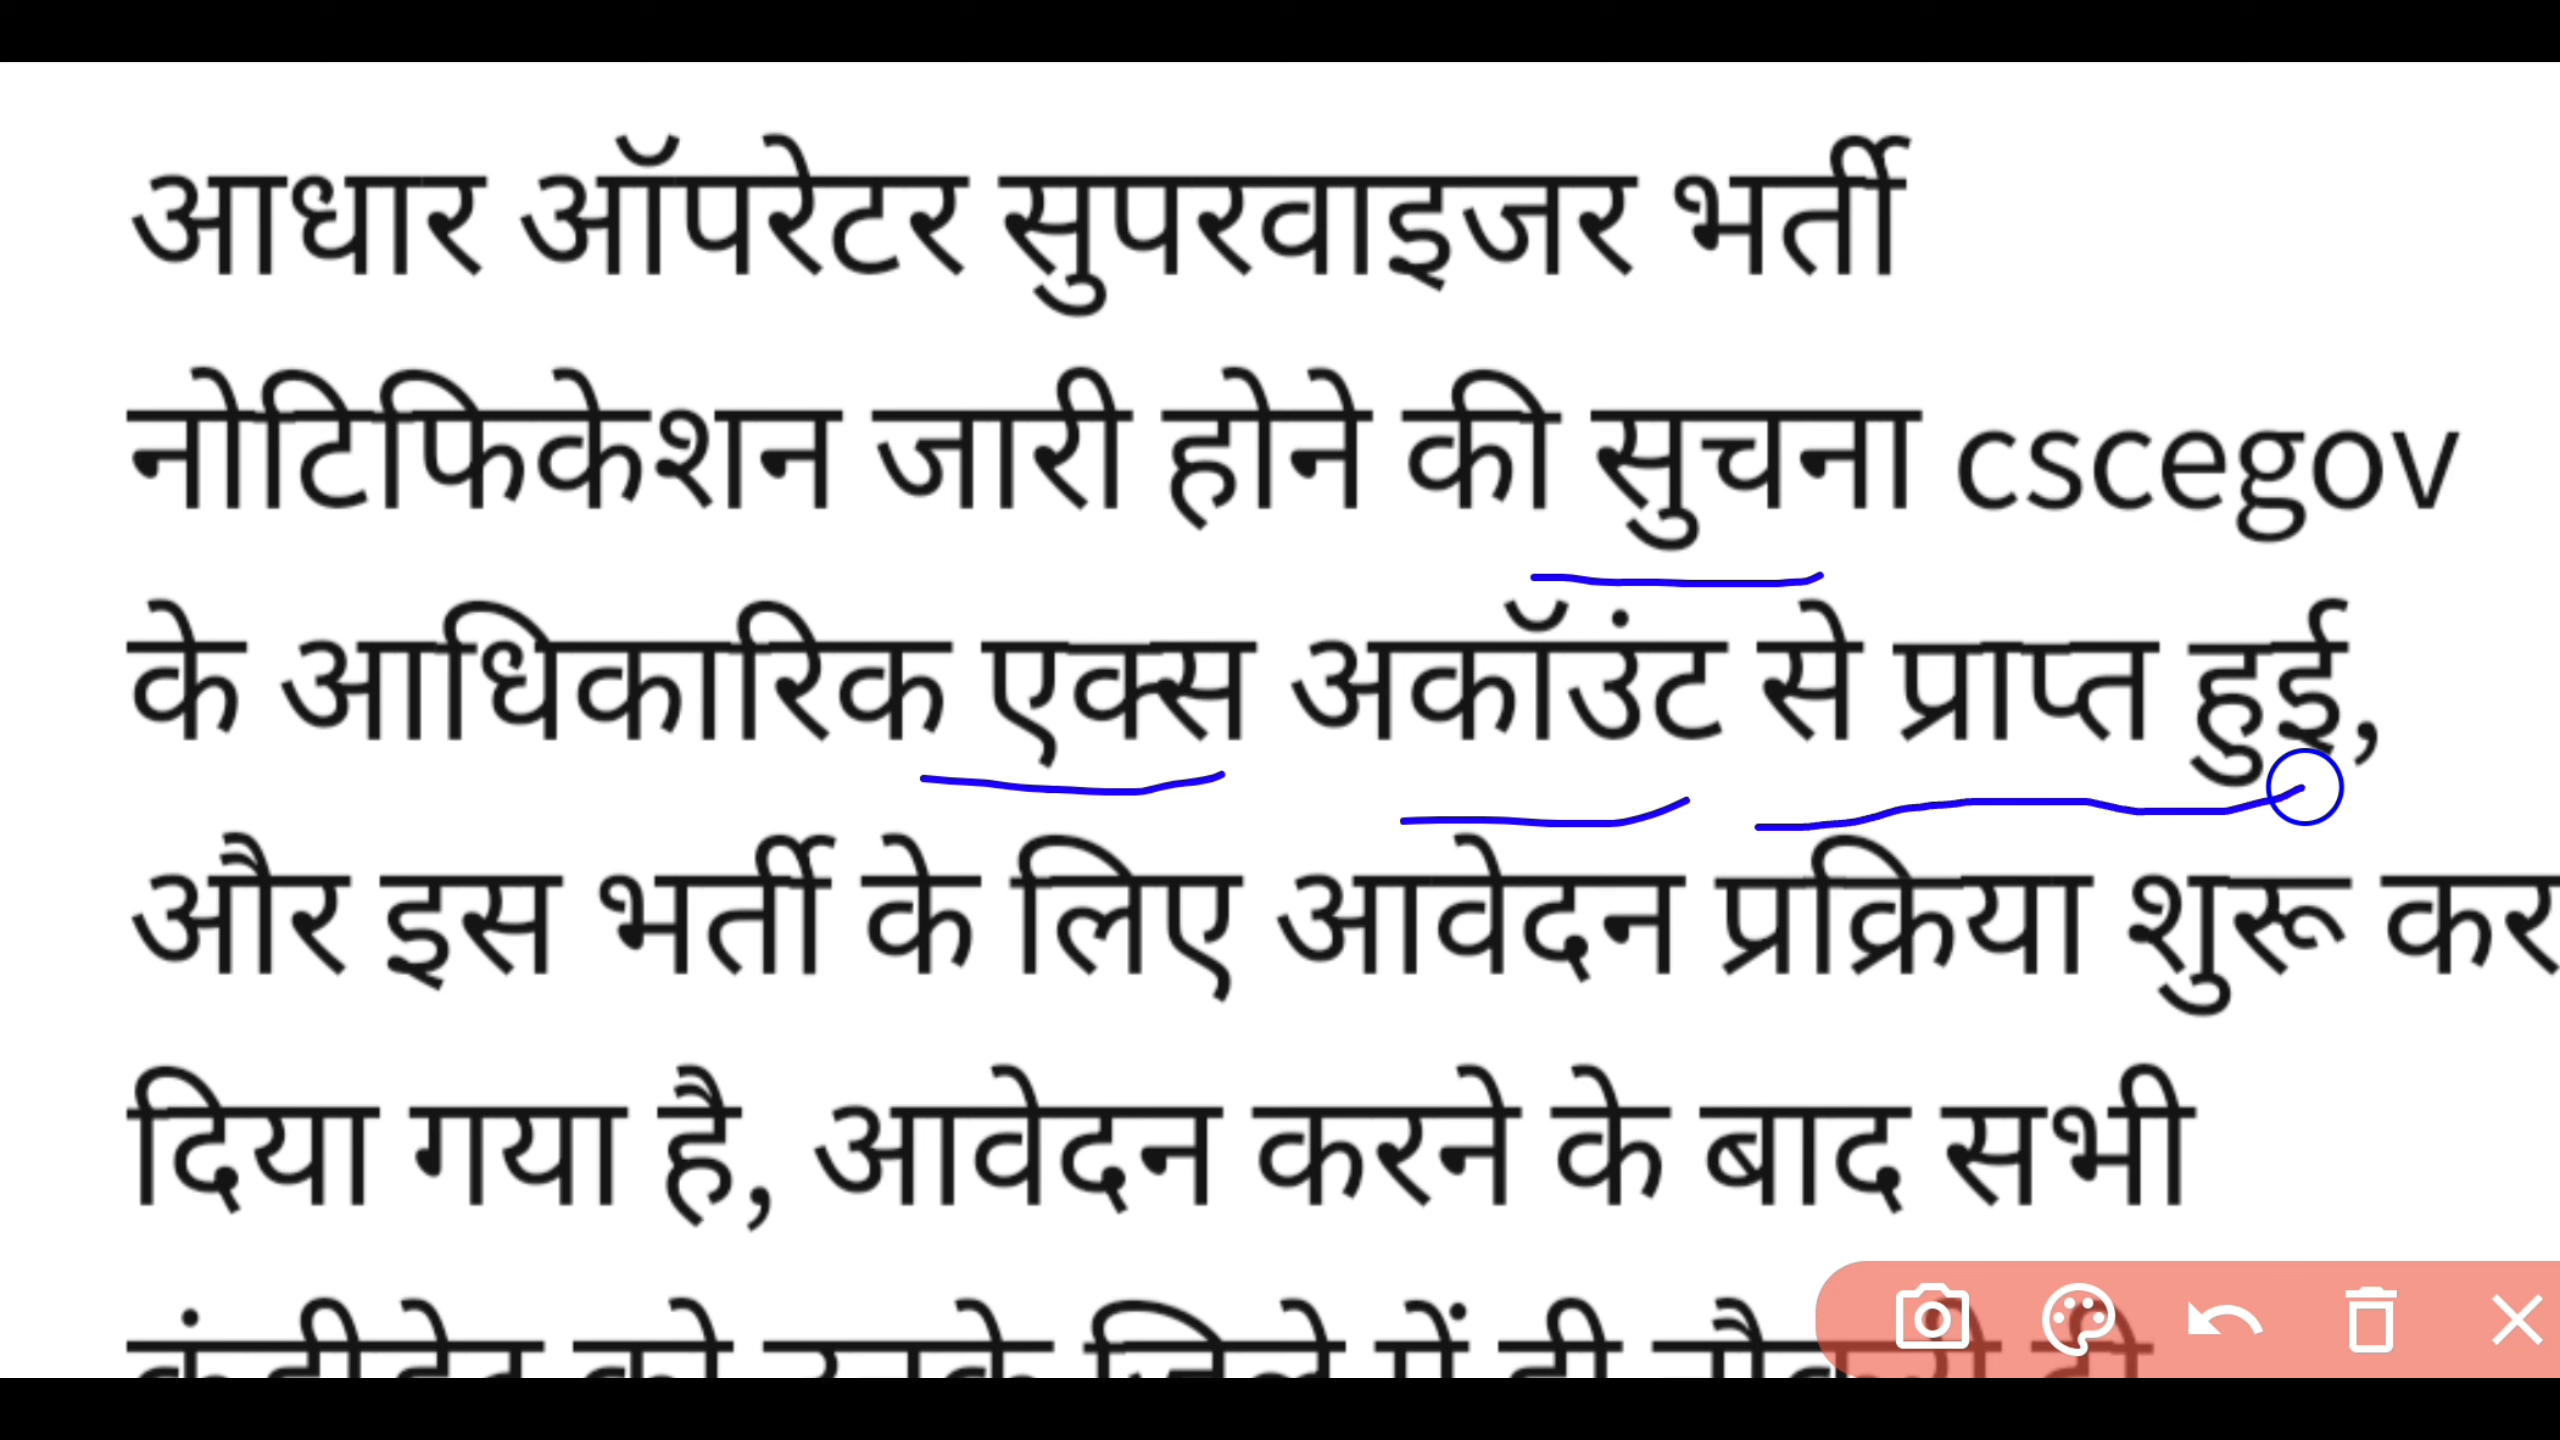 आधार ऑपरेटर सुपरवाइजर भर्ती
नोटिफिकेशन जारी होने की सुचना cscegov
के आधिकारिक एक्स अकॉउंट से प्राप्त हुई,
और इस भर्ती के लिए आवेदन प्रक्रिया शुरू कर
दिया गया है, आवेदन करने के बाद सभी